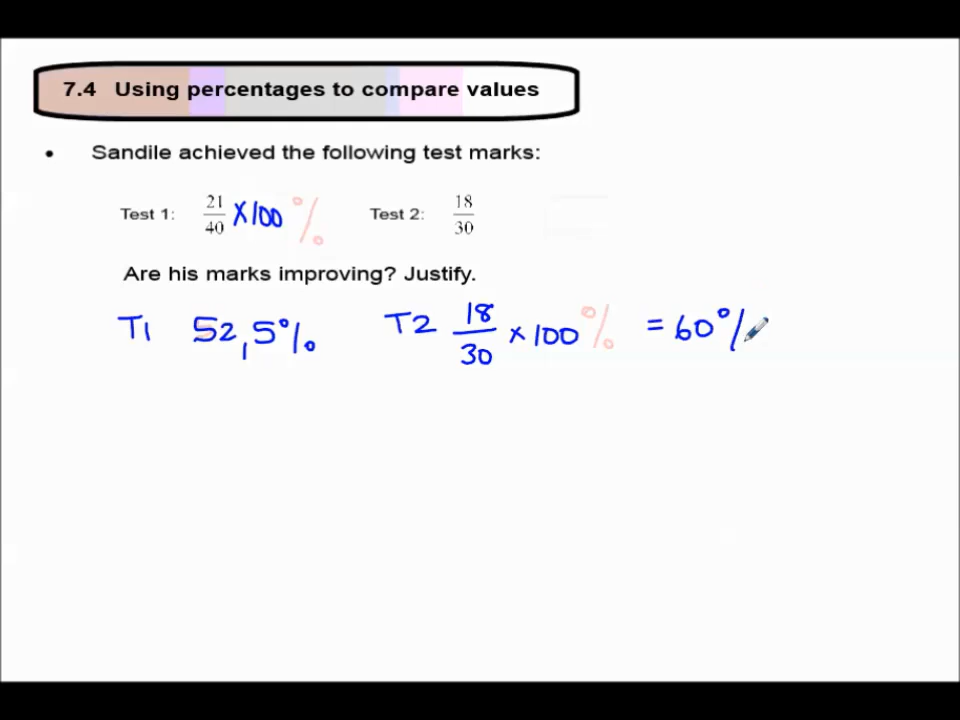 7.4 Using percentages to compare values
• Sandile achieved the following test marks:
Test 1: 21/40 ×100 % Test 2: 18/30
Are his marks improving? Justify.
T1 52,5% T2 18/30 × 100 % = 60%